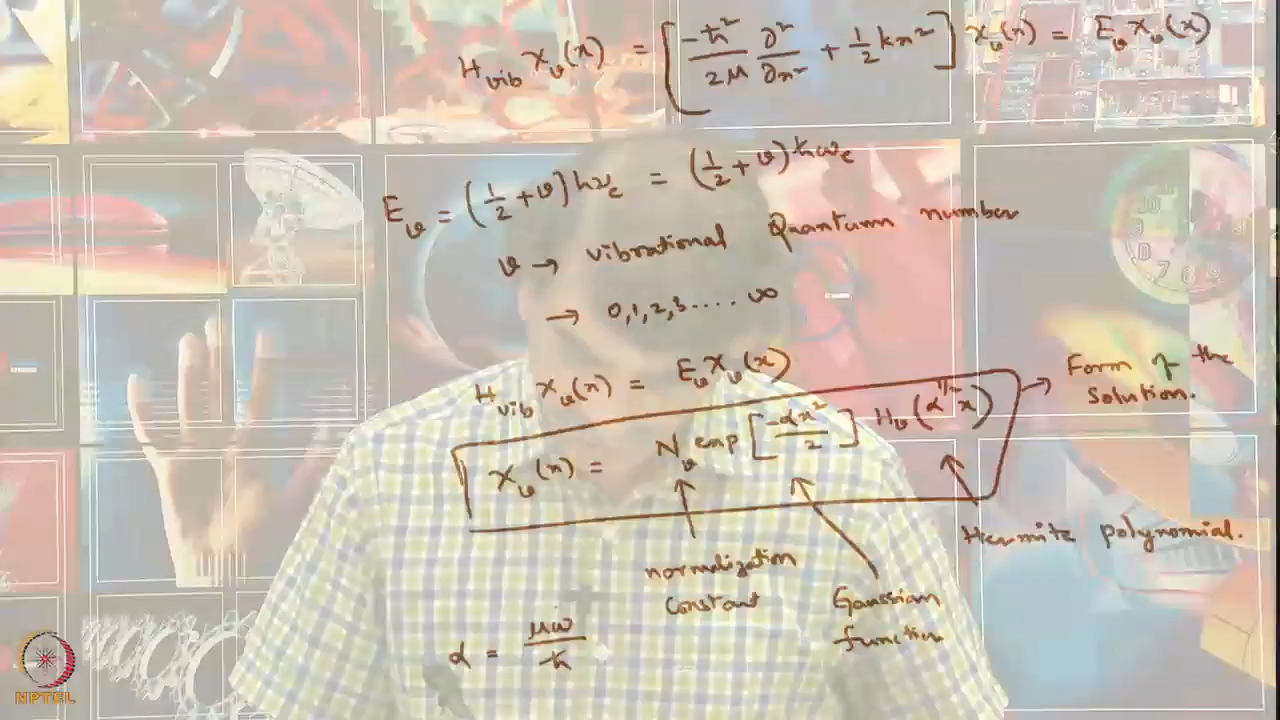 H_vib χ_v(x) = [ -ħ²/2μ ∂²/∂x² + ½ kx² ] χ_v(x) = E_v χ_v(x)
E_v = (½ + v) hν_e = (½ + v) ħω_e
v → vibrational Quantum number
→ 0, 1, 2, 3 ..... ∞
H_vib χ_v(x) = E_v χ_v(x)
χ_v(x) = N_v exp [ -αx²/2 ] H_v (α^{1/2} x) → Form of the Solution.
Hermite polynomial.
normalization constant
Gaussian function
α = μω/ħ
NPTEL